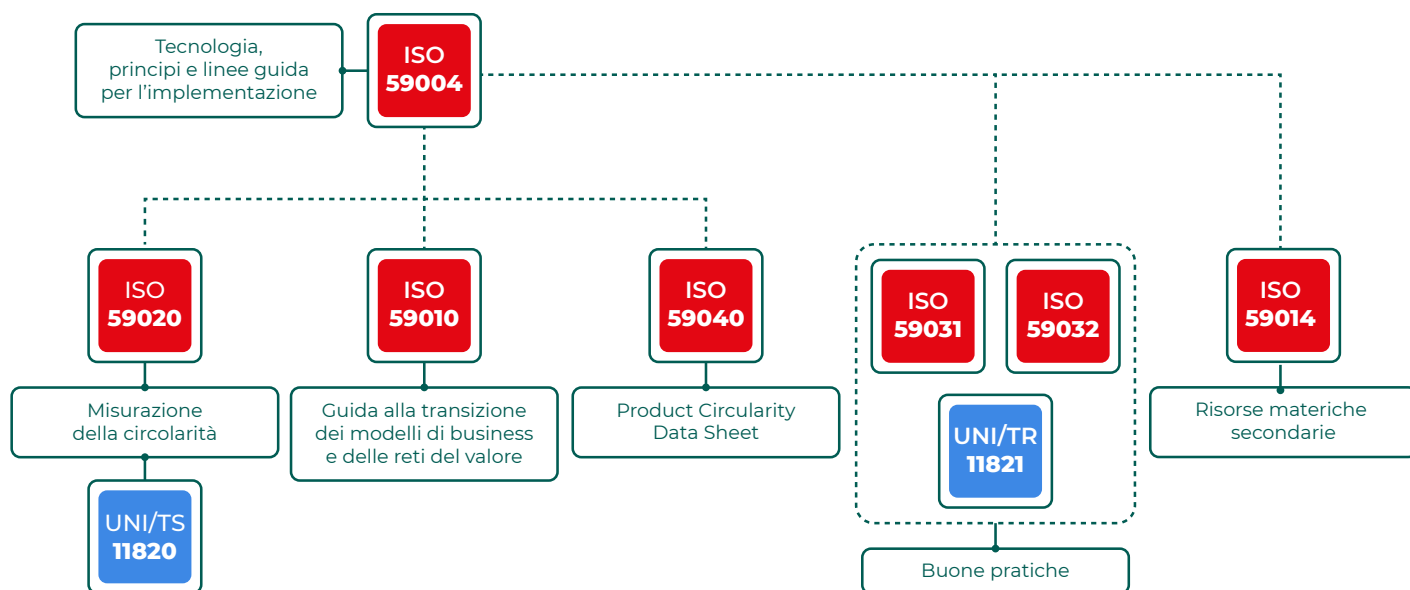 Tecnologia,
principi e linee guida
per l'implementazione
ISO
59004
ISO
59020
Misurazione
della circolarità
UNI/TS
11820
ISO
59010
Guida alla transizione
dei modelli di business
e delle reti del valore
ISO
59040
Product Circularity
Data Sheet
ISO
59031
ISO
59032
UNI/TR
11821
Buone pratiche
ISO
59014
Risorse materiche
secondarie